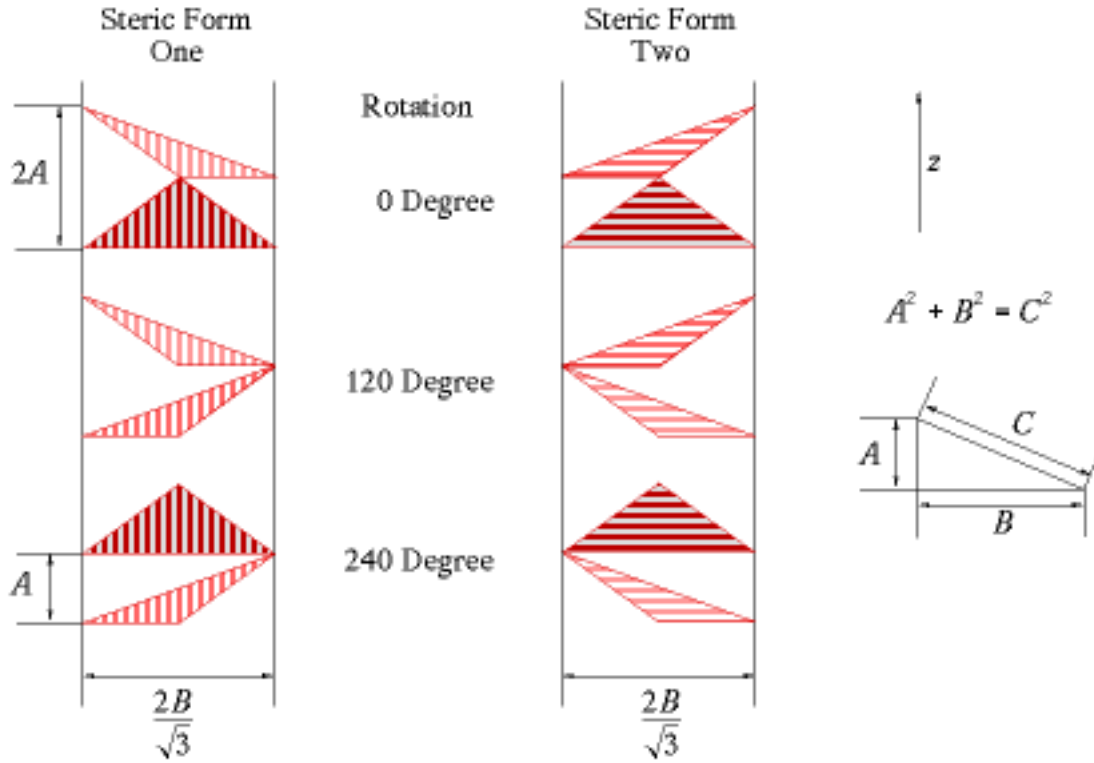 Steric Form
One
Steric Form
Two
Rotation
2A
0 Degree
z
A² + B² = C²
120 Degree
C
A
B
A
240 Degree
2B
√3
2B
√3